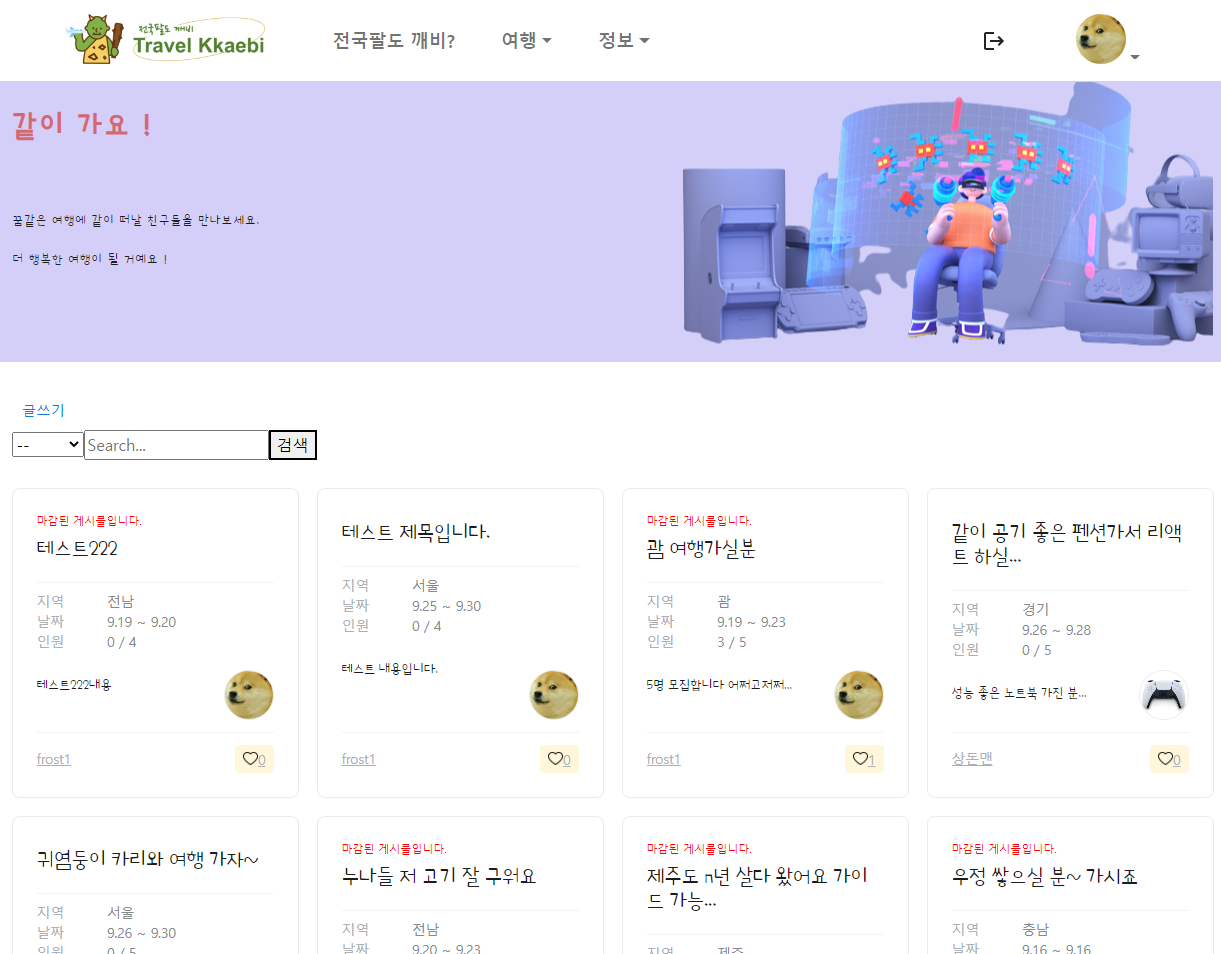 전국팔도 깨비
Travel Kkaebi
전국팔도 깨비?
여행
정보
같이 가요 !
꿈같은 여행에 같이 떠날 친구들을 만나보세요.
더 행복한 여행이 될 거예요 !
글쓰기
--
Search...
검색
마감된 게시물입니다.
테스트222
지역 전남
날짜 9.19 ~ 9.20
인원 0 / 4
테스트222내용
frost1
0
테스트 제목입니다.
지역 서울
날짜 9.25 ~ 9.30
인원 0 / 4
테스트 내용입니다.
frost1
0
마감된 게시물입니다.
괌 여행가실분
지역 괌
날짜 9.19 ~ 9.23
인원 3 / 5
5명 모집합니다 어쩌고저쩌...
frost1
1
같이 공기 좋은 펜션가서 리액
트 하실...
지역 경기
날짜 9.26 ~ 9.28
인원 0 / 5
성능 좋은 노트북 가진 분...
상돈맨
0
귀염둥이 카리와 여행 가자~
지역 서울
날짜 9.26 ~ 9.30
인원 0 / 5
마감된 게시물입니다.
누나들 저 고기 잘 구워요
지역 전남
날짜 9.20 ~ 9.23
마감된 게시물입니다.
제주도 n년 살다 왔어요 가이
드 가능...
지역 제주
마감된 게시물입니다.
우정 쌓으실 분~ 가시죠
지역 충남
날짜 9.16 ~ 9.16